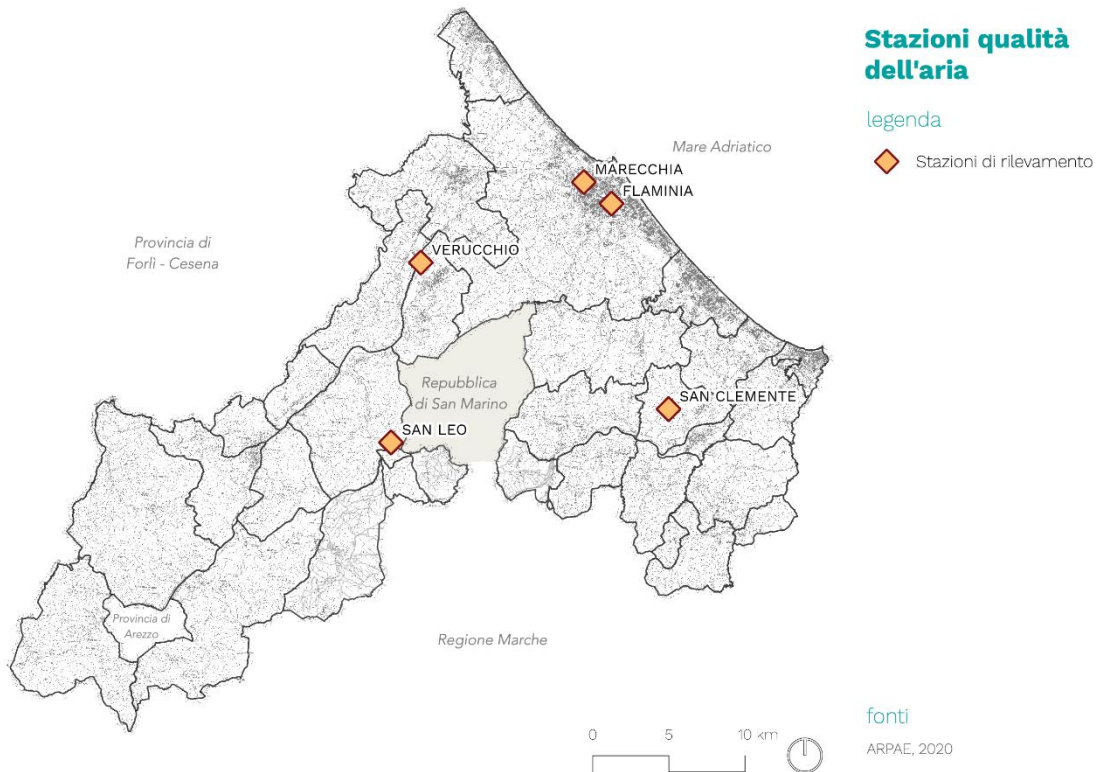 Stazioni qualità
dell'aria
legenda
Stazioni di rilevamento
Mare Adriatico
MARECCHIA
FLAMINIA
Provincia di
Forlì - Cesena
VERUCCHIO
Repubblica
di San Marino
SAN CLEMENTE
SAN LEO
Provincia di
Arezzo
Regione Marche
0 5 10 km
fonti
ARPAE, 2020